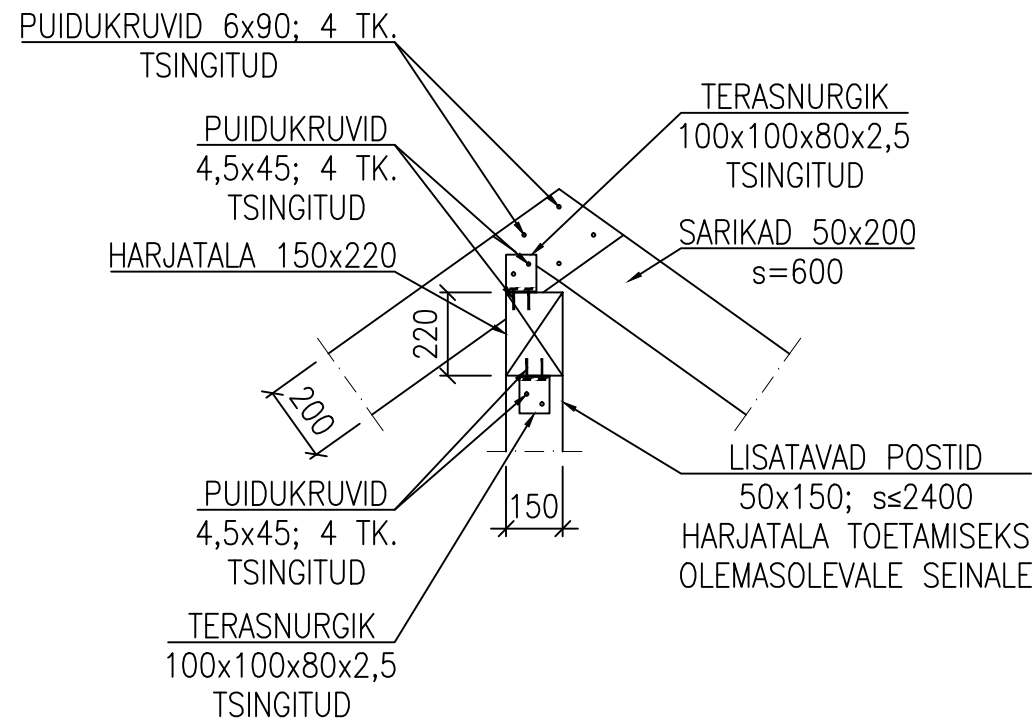 PUIDUKRUVID 6x90; 4 TK.
TSINGITUD
PUIDUKRUVID
4,5x45; 4 TK.
TSINGITUD
HARJATALA 150x220
TERASNURGIK
100x100x80x2,5
TSINGITUD
SARIKAD 50x200
s=600
220
200
150
PUIDUKRUVID
4,5x45; 4 TK.
TSINGITUD
TERASNURGIK
100x100x80x2,5
TSINGITUD
LISATAVAD POSTID
50x150; s≤2400
HARJATALA TOETAMISEKS
OLEMASOLEVALE SEINALE